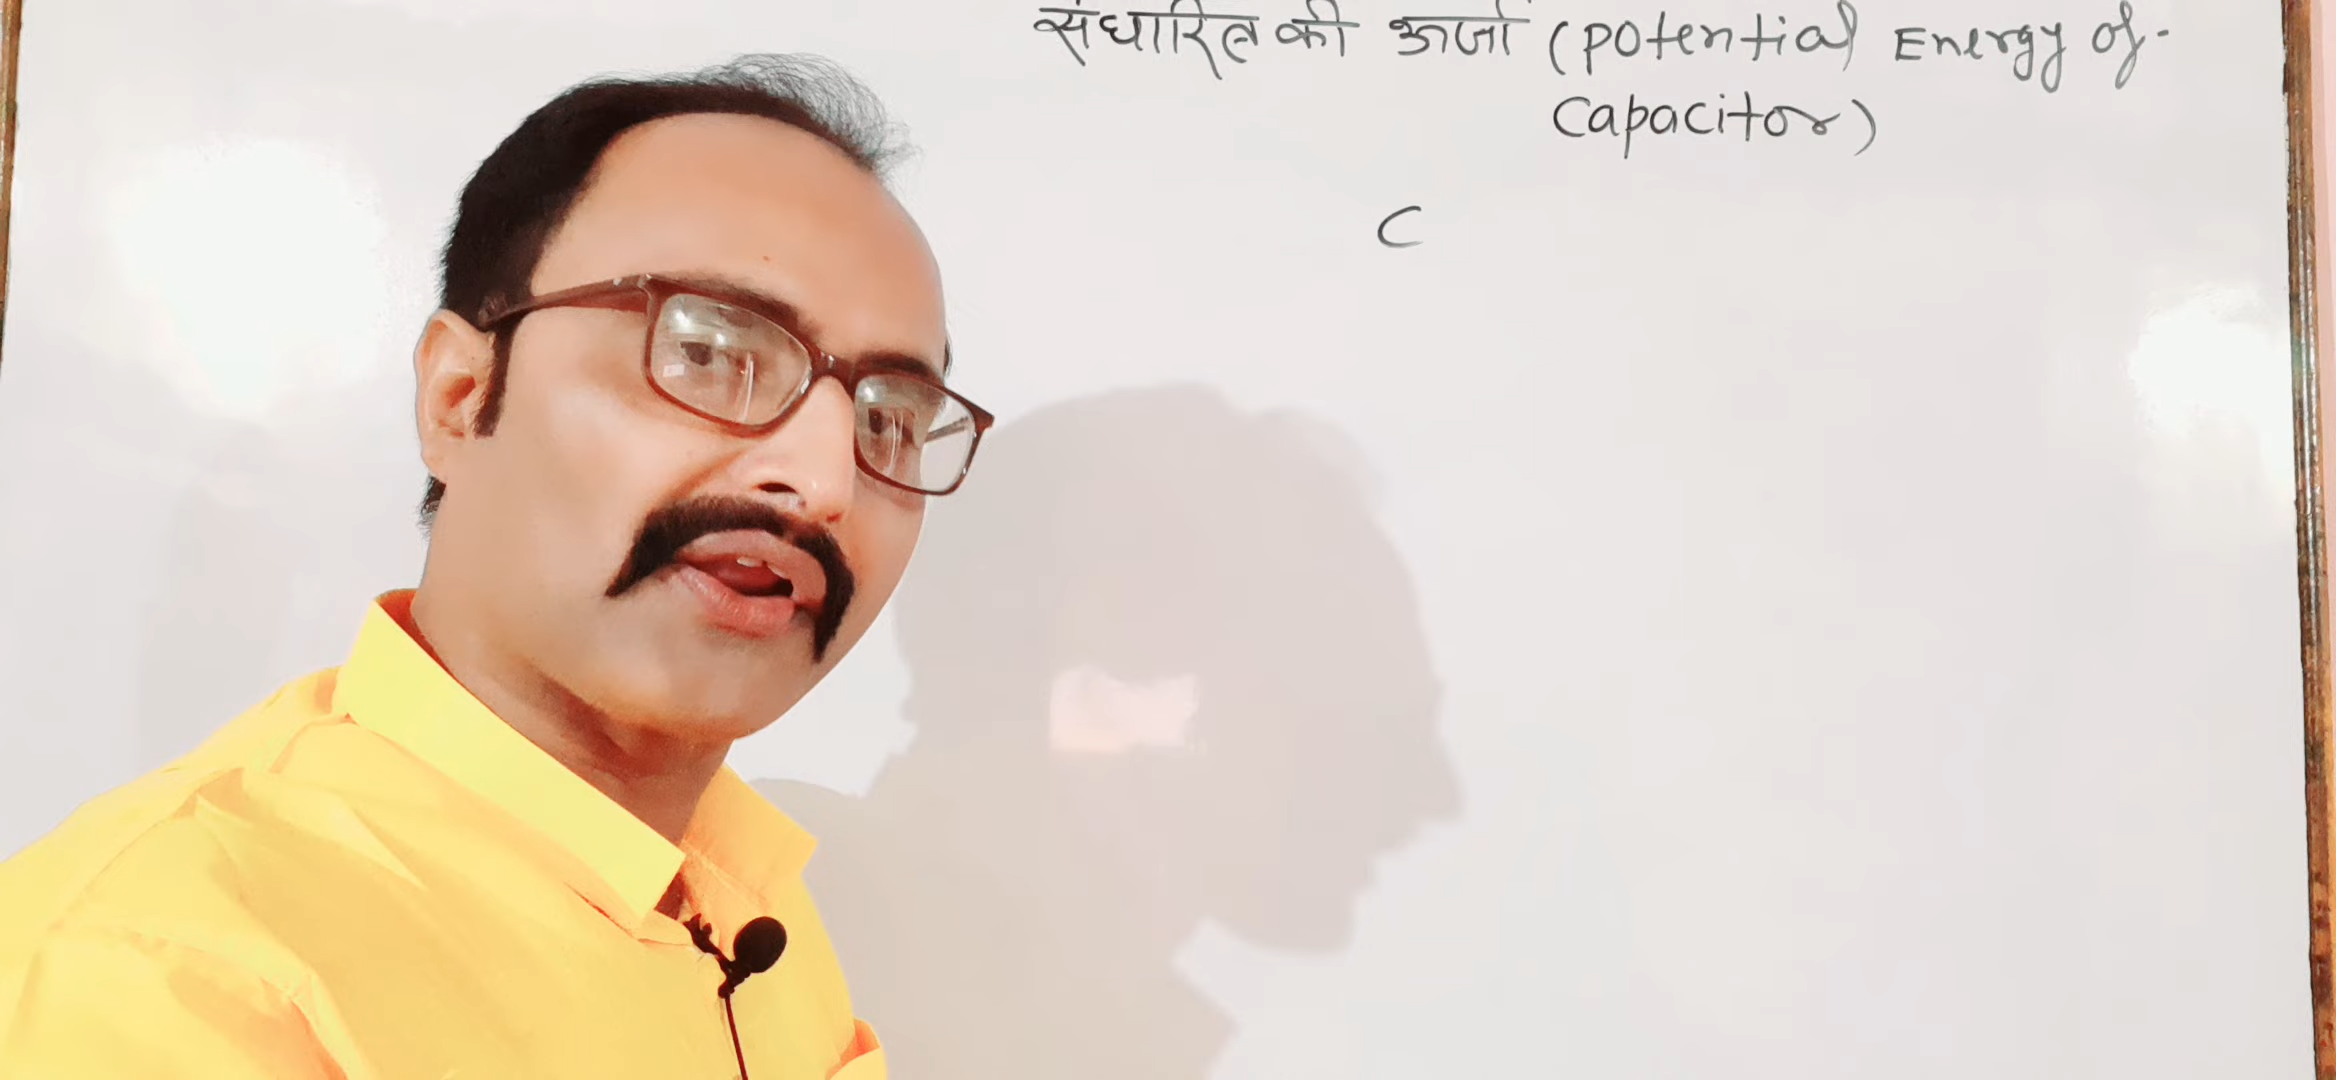 संधारित्र की ऊर्जा (Potential Energy of-
Capacitor)
C